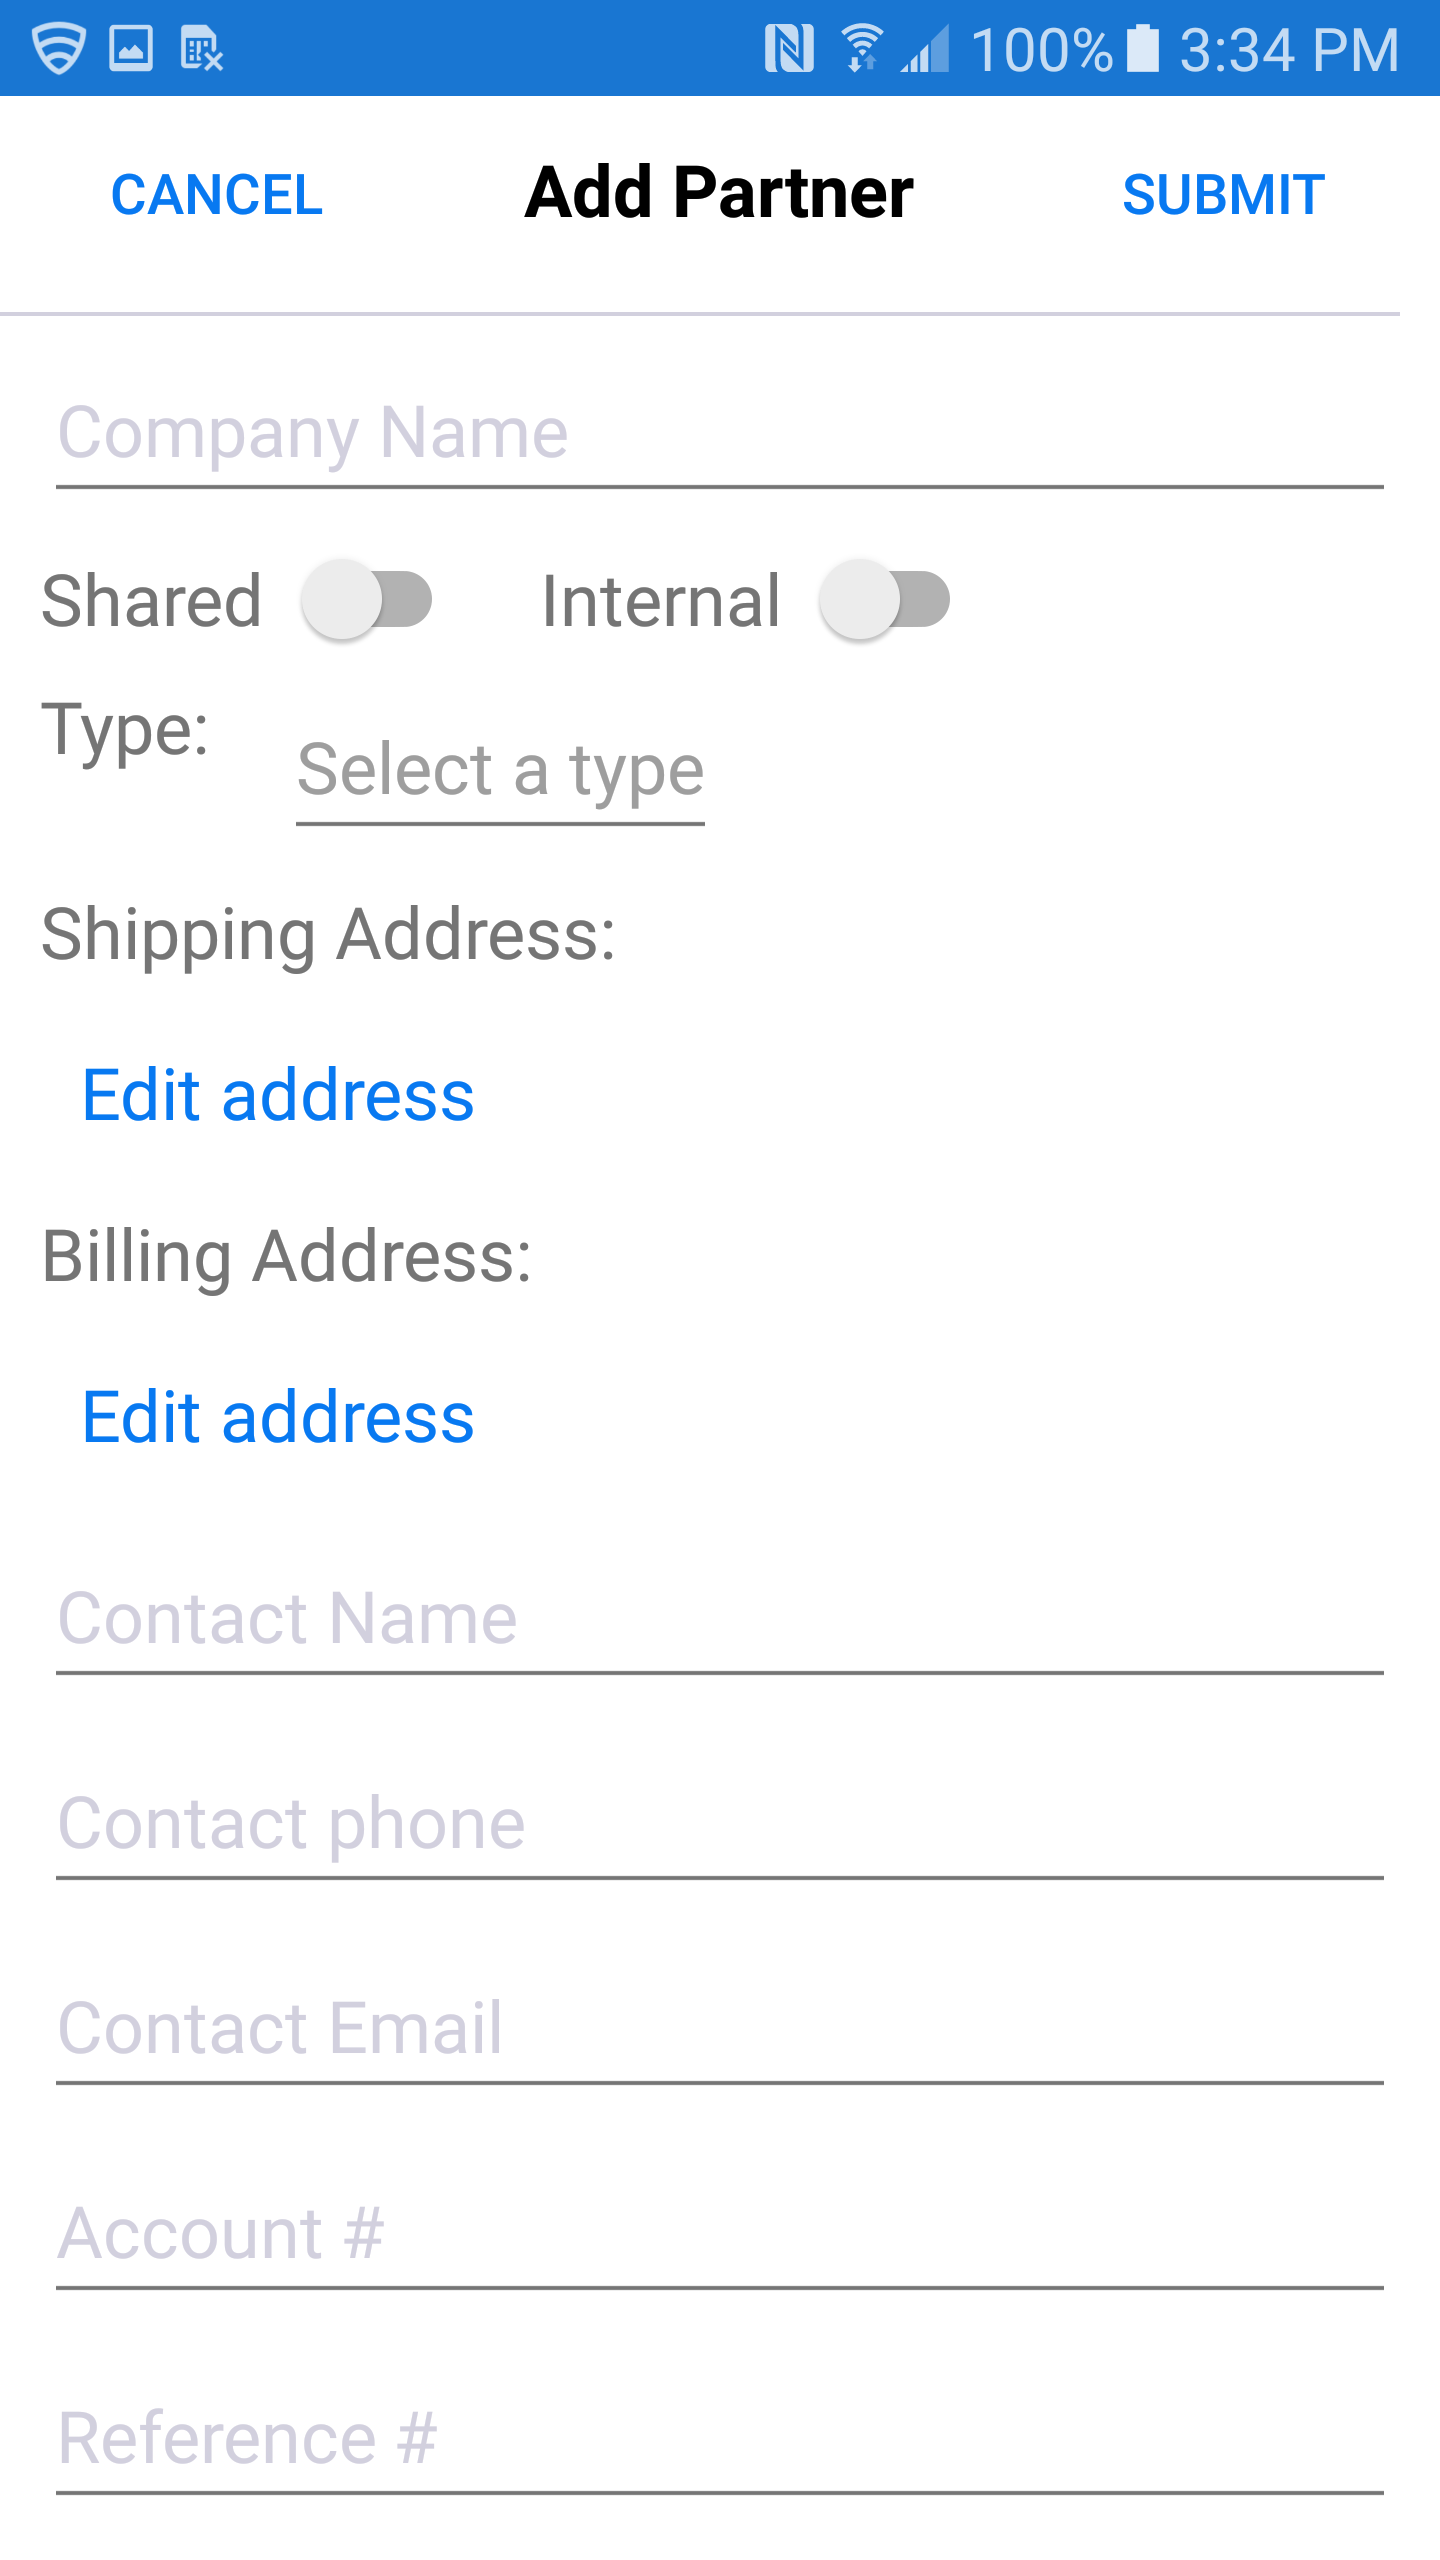 100% 3:34 PM
CANCEL Add Partner SUBMIT
Company Name
Shared Internal
Type: Select a type
Shipping Address:
Edit address
Billing Address:
Edit address
Contact Name
Contact phone
Contact Email
Account #
Reference #